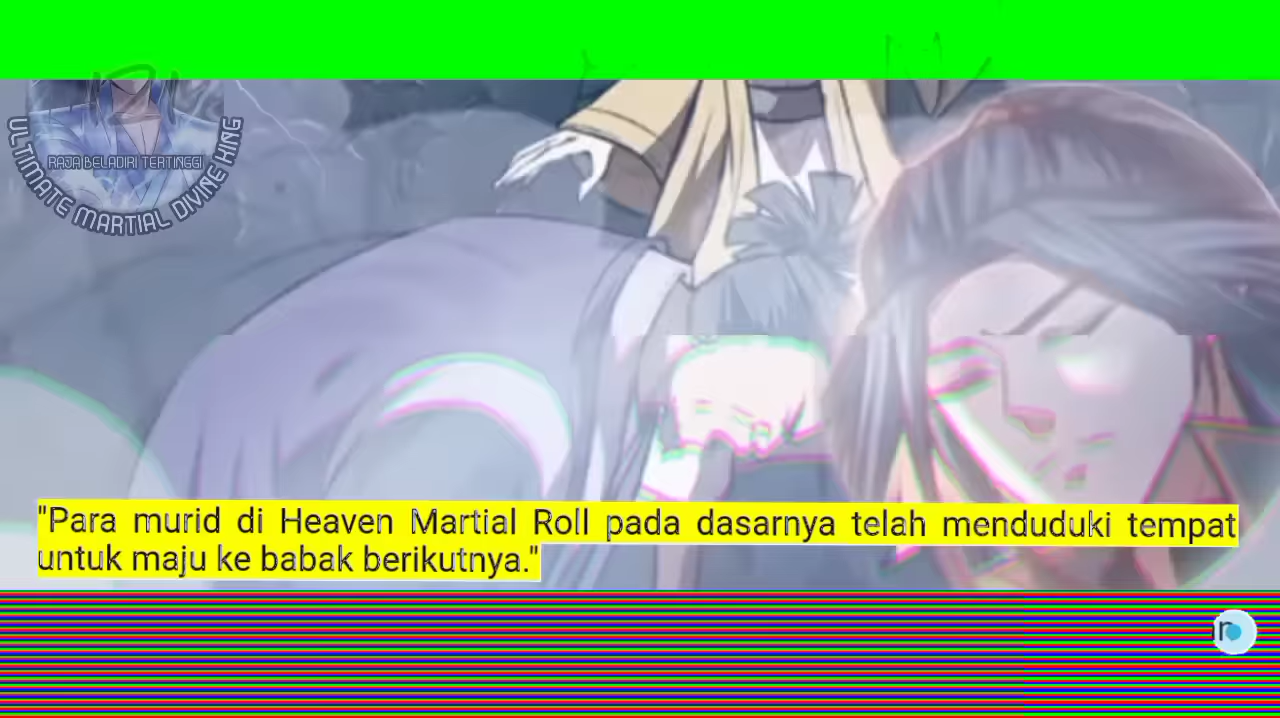 RAJA BELADIRI TERTINGGI
ULTIMATE MARTIAL DIVINE KING
"Para murid di Heaven Martial Roll pada dasarnya telah menduduki tempat
untuk maju ke babak berikutnya."